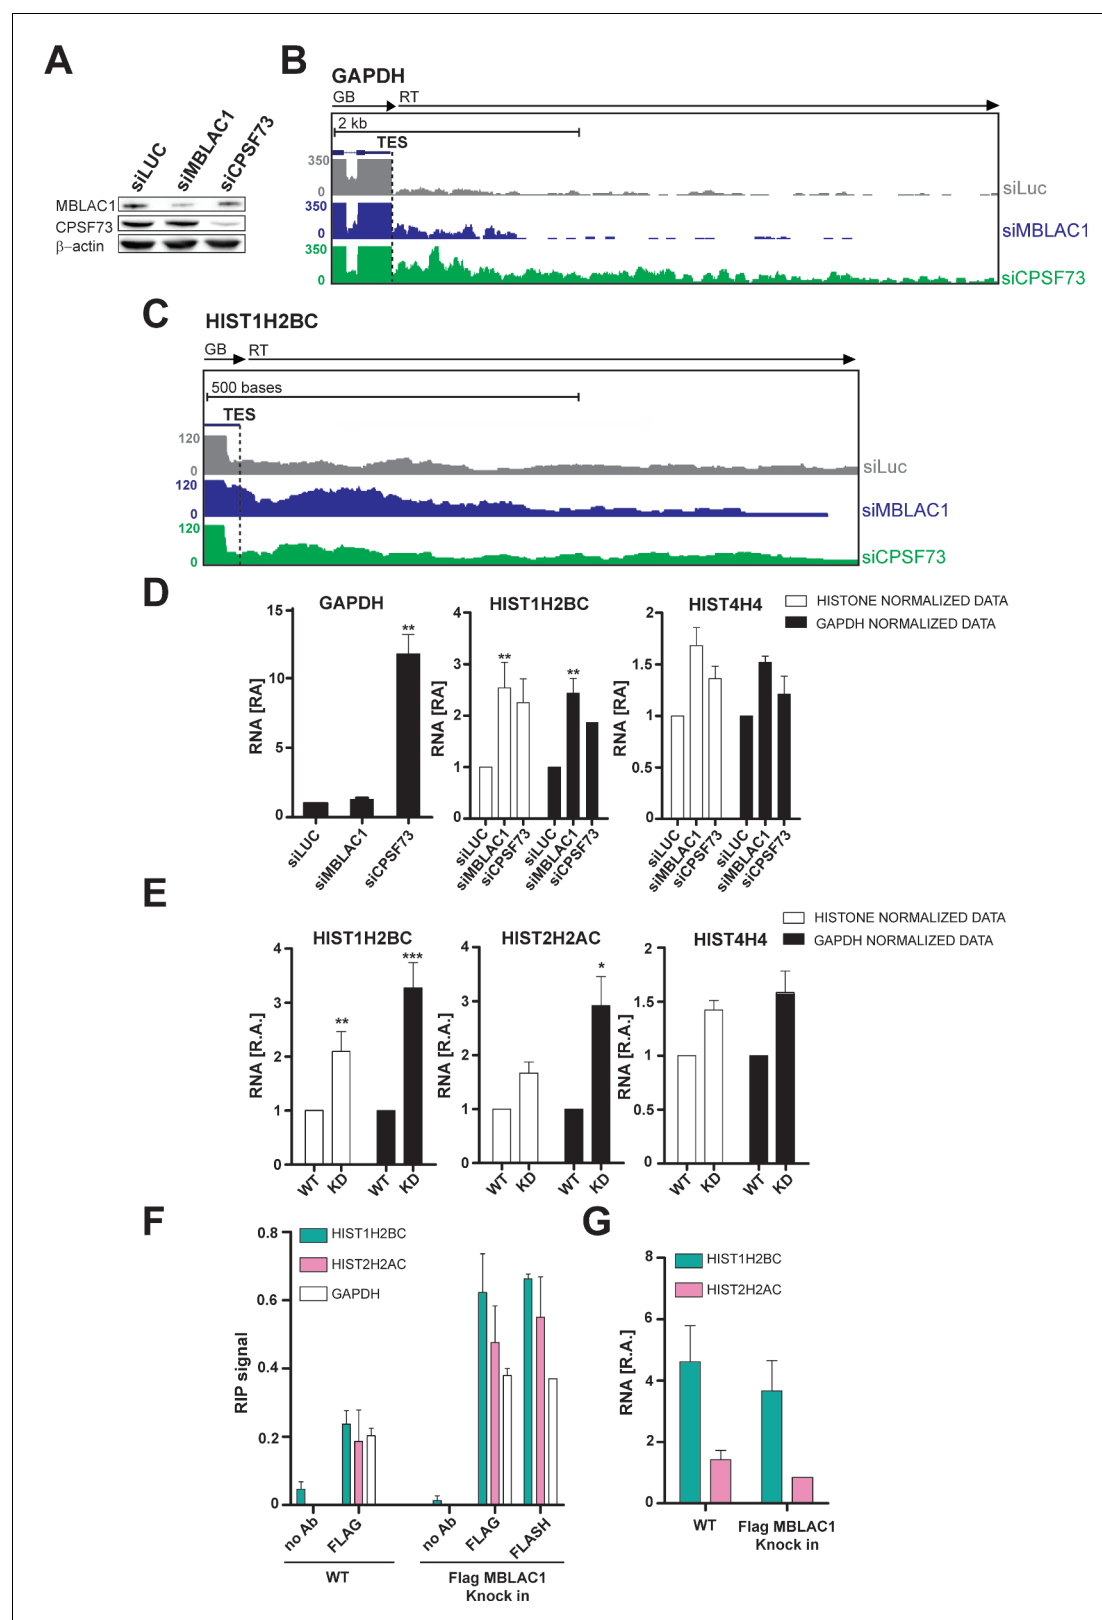 A
siLUC
siMBLAC1
siCPSF73
MBLAC1
CPSF73
β-actin
B
GAPDH
GB
RT
2 kb
TES
350
0
siLuc
350
0
siMBLAC1
350
0
siCPSF73
C
HIST1H2BC
GB
RT
500 bases
TES
120
0
siLuc
120
0
siMBLAC1
120
0
siCPSF73
D
GAPDH
RNA [RA]
15
10
5
0
**
siLUC
siMBLAC1
siCPSF73
HIST1H2BC
RNA [RA]
4
3
2
1
0
**
**
siLUC
siMBLAC1
siCPSF73
siLUC
siMBLAC1
siCPSF73
HIST4H4
RNA [RA]
2
1.5
1
0.5
0
siLUC
siMBLAC1
siCPSF73
siLUC
siMBLAC1
siCPSF73
HISTONE NORMALIZED DATA
GAPDH NORMALIZED DATA
E
HIST1H2BC
RNA [R.A.]
4
3
2
1
0
**
***
WT
KD
WT
KD
HIST2H2AC
RNA [R.A.]
4
3
2
1
0
*
WT
KD
WT
KD
HIST4H4
RNA [R.A.]
2
1.5
1
0.5
0
WT
KD
WT
KD
HISTONE NORMALIZED DATA
GAPDH NORMALIZED DATA
F
RIP signal
0.8
0.6
0.4
0.2
0
HIST1H2BC
HIST2H2AC
GAPDH
no Ab
FLAG
no Ab
FLAG
FLASH
WT
Flag MBLAC1
Knock in
G
RNA [R.A.]
8
6
4
2
0
HIST1H2BC
HIST2H2AC
WT
Flag MBLAC1
Knock in